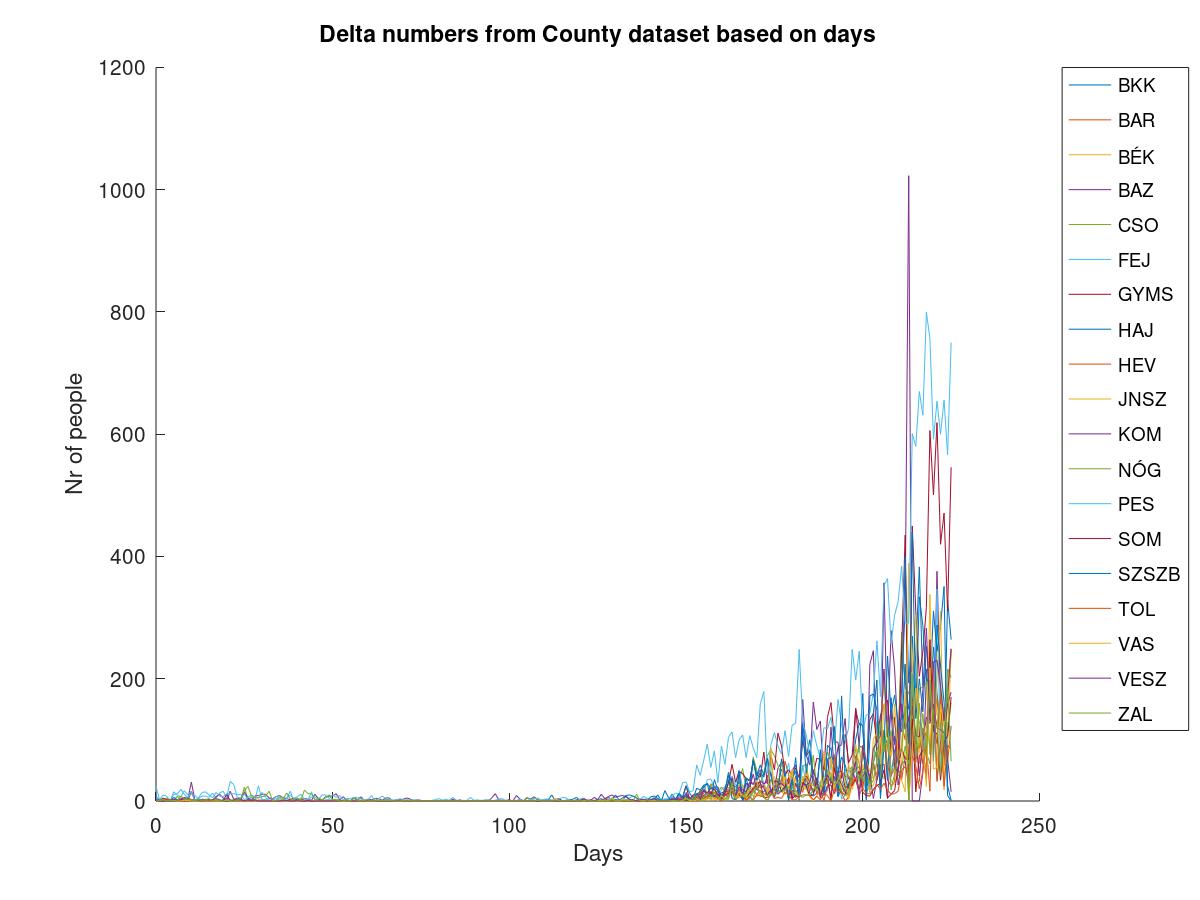 Delta numbers from County dataset based on days
1200
1000
800
600
400
200
0
Nr of people
0 50 100 150 200 250
Days
BKK
BAR
BÉK
BAZ
CSO
FEJ
GYMS
HAJ
HEV
JNSZ
KOM
NÓG
PES
SOM
SZSZB
TOL
VAS
VESZ
ZAL